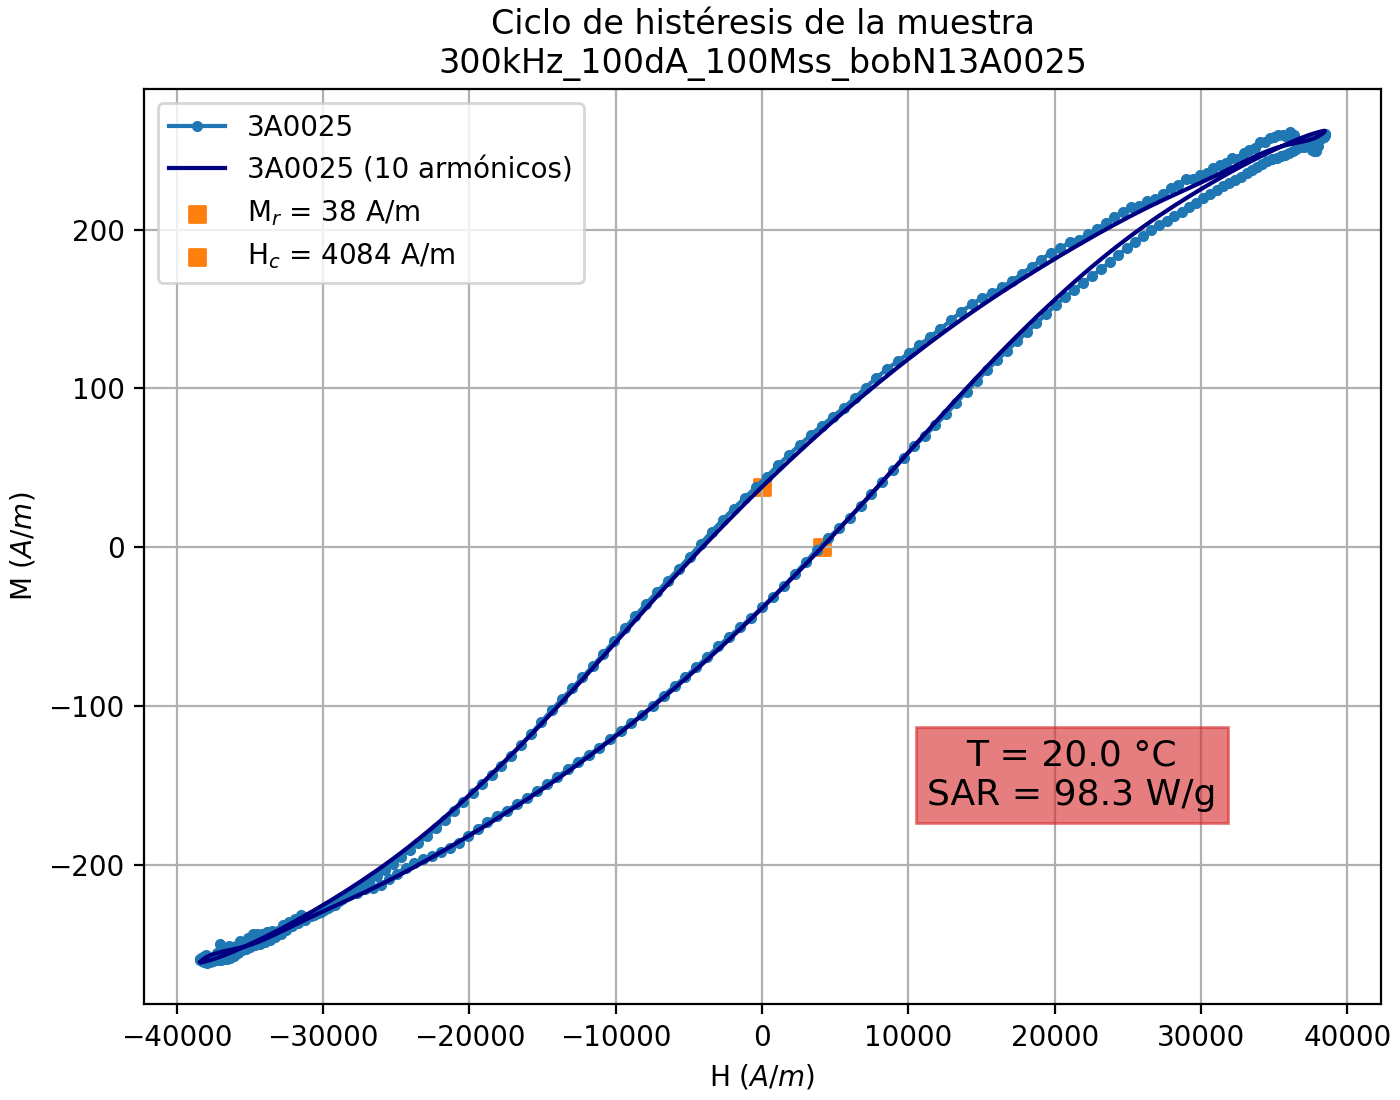 Ciclo de histéresis de la muestra
300kHz_100dA_100Mss_bobN13A0025
3A0025
3A0025 (10 armónicos)
Mᵣ = 38 A/m
H꜀ = 4084 A/m
200
100
0
−100
−200
M (A/m)
T = 20.0 °C
SAR = 98.3 W/g
−40000 −30000 −20000 −10000 0 10000 20000 30000 40000
H (A/m)